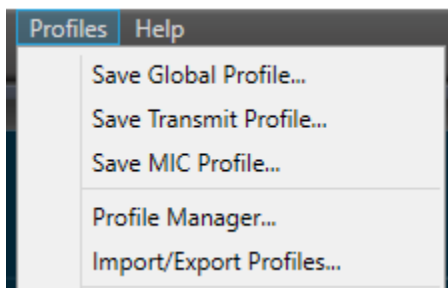 Profiles Help
Save Global Profile...
Save Transmit Profile...
Save MIC Profile...
Profile Manager...
Import/Export Profiles...